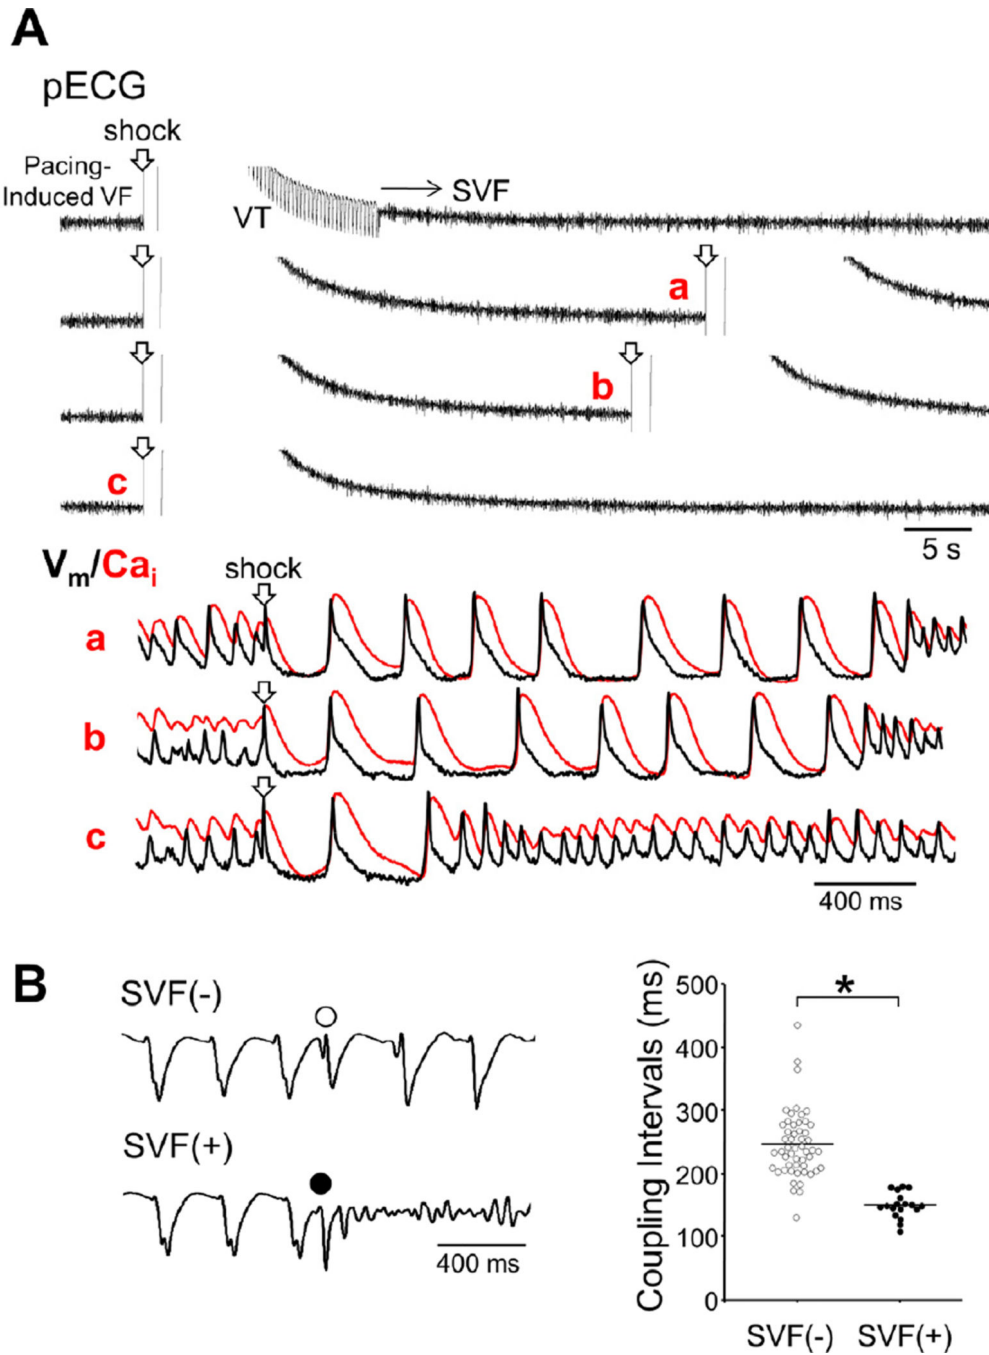 A
pECG
shock
Pacing-
Induced VF
VT
SVF
a
b
c
5 s
Vm/Cai
shock
a
b
c
400 ms
B
SVF(-)
SVF(+)
400 ms
Coupling Intervals (ms)
500
400
300
200
100
0
*
SVF(-) SVF(+)